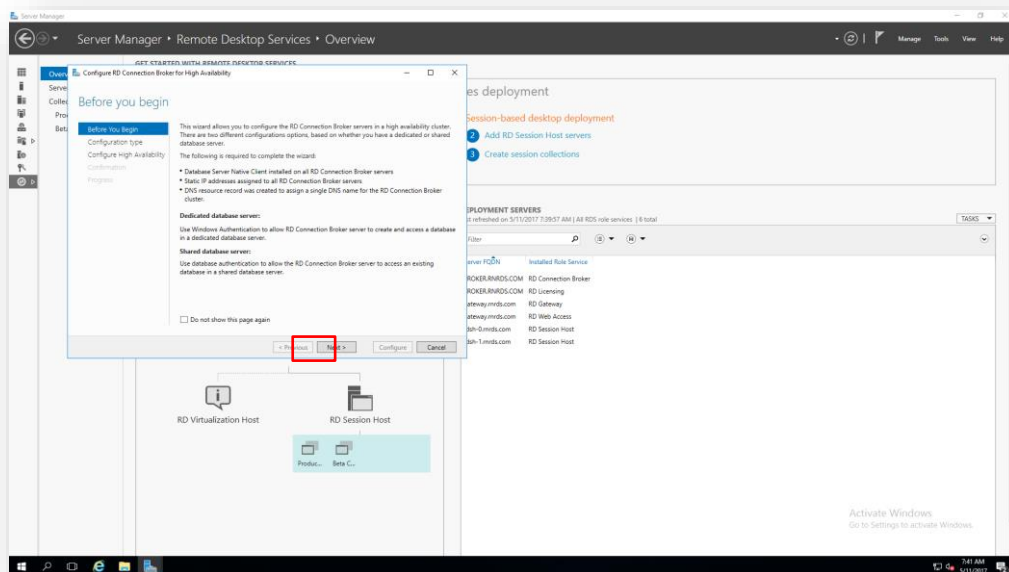 Server Manager
Server Manager ‣ Remote Desktop Services ‣ Overview
Manage Tools View Help
GET STARTED WITH REMOTE DESKTOP SERVICES
Overv
Serve
Collec
Pro
Bet
Configure RD Connection Broker for High Availability
Before you begin
Before You Begin
Configuration type
Configure High Availability
Confirmation
Progress
This wizard allows you to configure the RD Connection Broker servers in a high availability cluster.
There are two different configurations options, based on whether you have a dedicated or shared
database server.
The following is required to complete the wizard:
• Database Server Native Client installed on all RD Connection Broker servers
• Static IP addresses assigned to all RD Connection Broker servers
• DNS resource record was created to assign a single DNS name for the RD Connection Broker
cluster.
Dedicated database server:
Use Windows Authentication to allow RD Connection Broker server to create and access a database
in a dedicated database server.
Shared database server:
Use database authentication to allow the RD Connection Broker server to access an existing
database in a shared database server.
Do not show this page again
< Previous Next > Configure Cancel
es deployment
Session-based desktop deployment
2 Add RD Session Host servers
3 Create session collections
EPLOYMENT SERVERS
st refreshed on 5/11/2017 7:39:57 AM | All RDS role services | 6 total
TASKS
Filter
erver FQDN Installed Role Service
ROKER.RNRDS.COM RD Connection Broker
ROKER.RNRDS.COM RD Licensing
ateway.rnrds.com RD Gateway
ateway.rnrds.com RD Web Access
dsh-0.rnrds.com RD Session Host
dsh-1.rnrds.com RD Session Host
RD Virtualization Host RD Session Host
Produc... Beta C...
Activate Windows
Go to Settings to activate Windows.
7:41 AM
5/11/2017